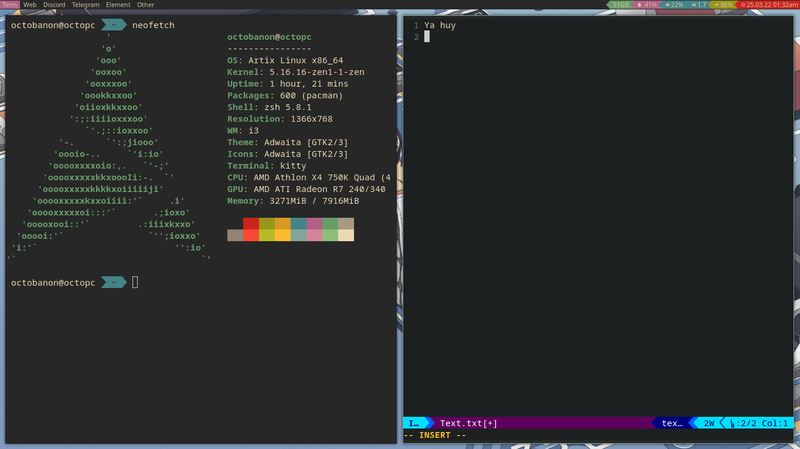 Term Web Discord Telegram Element Other
51GB 41% 22% 1.7 96% 25.03.22 01:32am
octobanon@octopc ~ neofetch
'
'o'
'ooo'
'ooxoo'
'ooxxxoo'
'oookkxxoo'
'oiioxkkxxoo'
':;:iiiioxxxoo'
`'.;::ioxxoo'
'-. `':;jiooo'
'oooio-.. `'i:io'
'ooooxxxxoio:,. `'-;'
'ooooxxxxxkkxoooIi:-. `'
'ooooxxxxxkkkkxoiiiiiji'
'ooooxxxxxkxxoiiii:'` .i'
'ooooxxxxxoi:::'` .;ioxo'
'ooooxooi::'` .:iiixkxxo'
'ooooi:'` `'';ioxxo'
'i:'` '':io'
'` `'
octobanon@octopc
----------------
OS: Artix Linux x86_64
Kernel: 5.16.16-zen1-1-zen
Uptime: 1 hour, 21 mins
Packages: 600 (pacman)
Shell: zsh 5.8.1
Resolution: 1366x768
WM: i3
Theme: Adwaita [GTK2/3]
Icons: Adwaita [GTK2/3]
Terminal: kitty
CPU: AMD Athlon X4 750K Quad (4
GPU: AMD ATI Radeon R7 240/340
Memory: 3271MiB / 7916MiB
octobanon@octopc ~
1 Ya huy
2
I… Text.txt[+] tex… 2W :2/2 Col:1
-- INSERT --